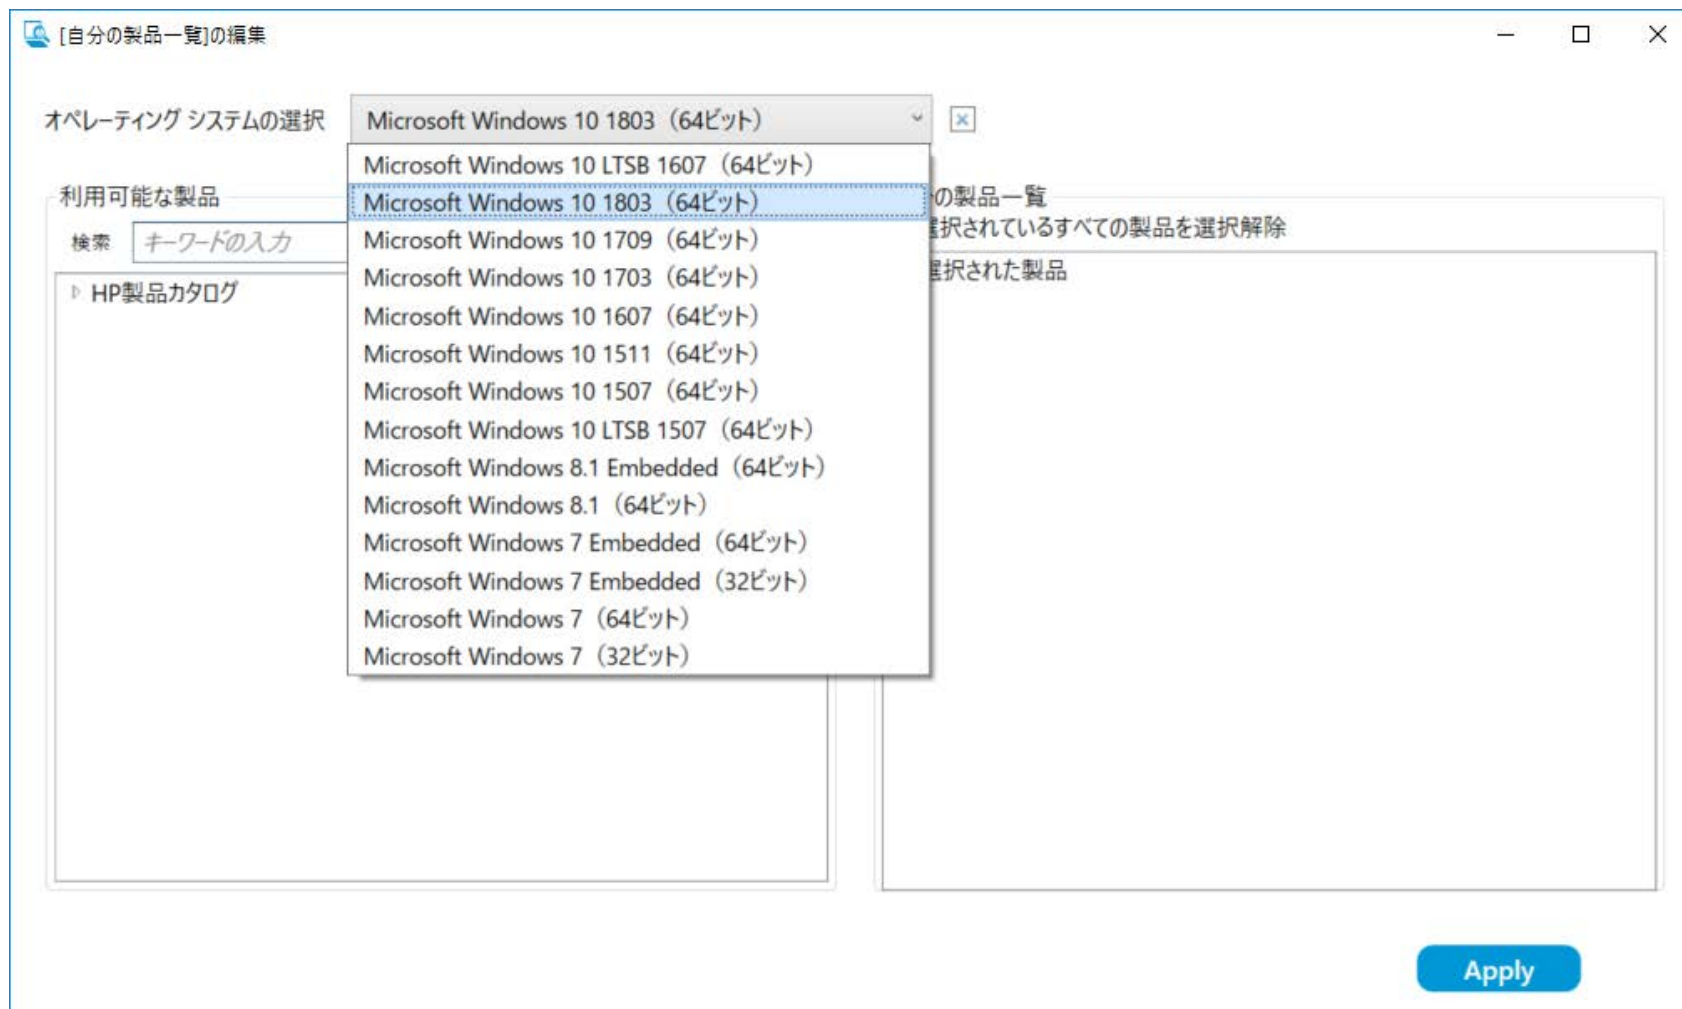 [自分の製品一覧]の編集
オペレーティング システムの選択
Microsoft Windows 10 1803（64ビット）
Microsoft Windows 10 LTSB 1607（64ビット）
Microsoft Windows 10 1803（64ビット）
Microsoft Windows 10 1709（64ビット）
Microsoft Windows 10 1703（64ビット）
Microsoft Windows 10 1607（64ビット）
Microsoft Windows 10 1511（64ビット）
Microsoft Windows 10 1507（64ビット）
Microsoft Windows 10 LTSB 1507（64ビット）
Microsoft Windows 8.1 Embedded（64ビット）
Microsoft Windows 8.1（64ビット）
Microsoft Windows 7 Embedded（64ビット）
Microsoft Windows 7 Embedded（32ビット）
Microsoft Windows 7（64ビット）
Microsoft Windows 7（32ビット）
利用可能な製品
検索
キーワードの入力
HP製品カタログ
の製品一覧
選択されているすべての製品を選択解除
選択された製品
Apply